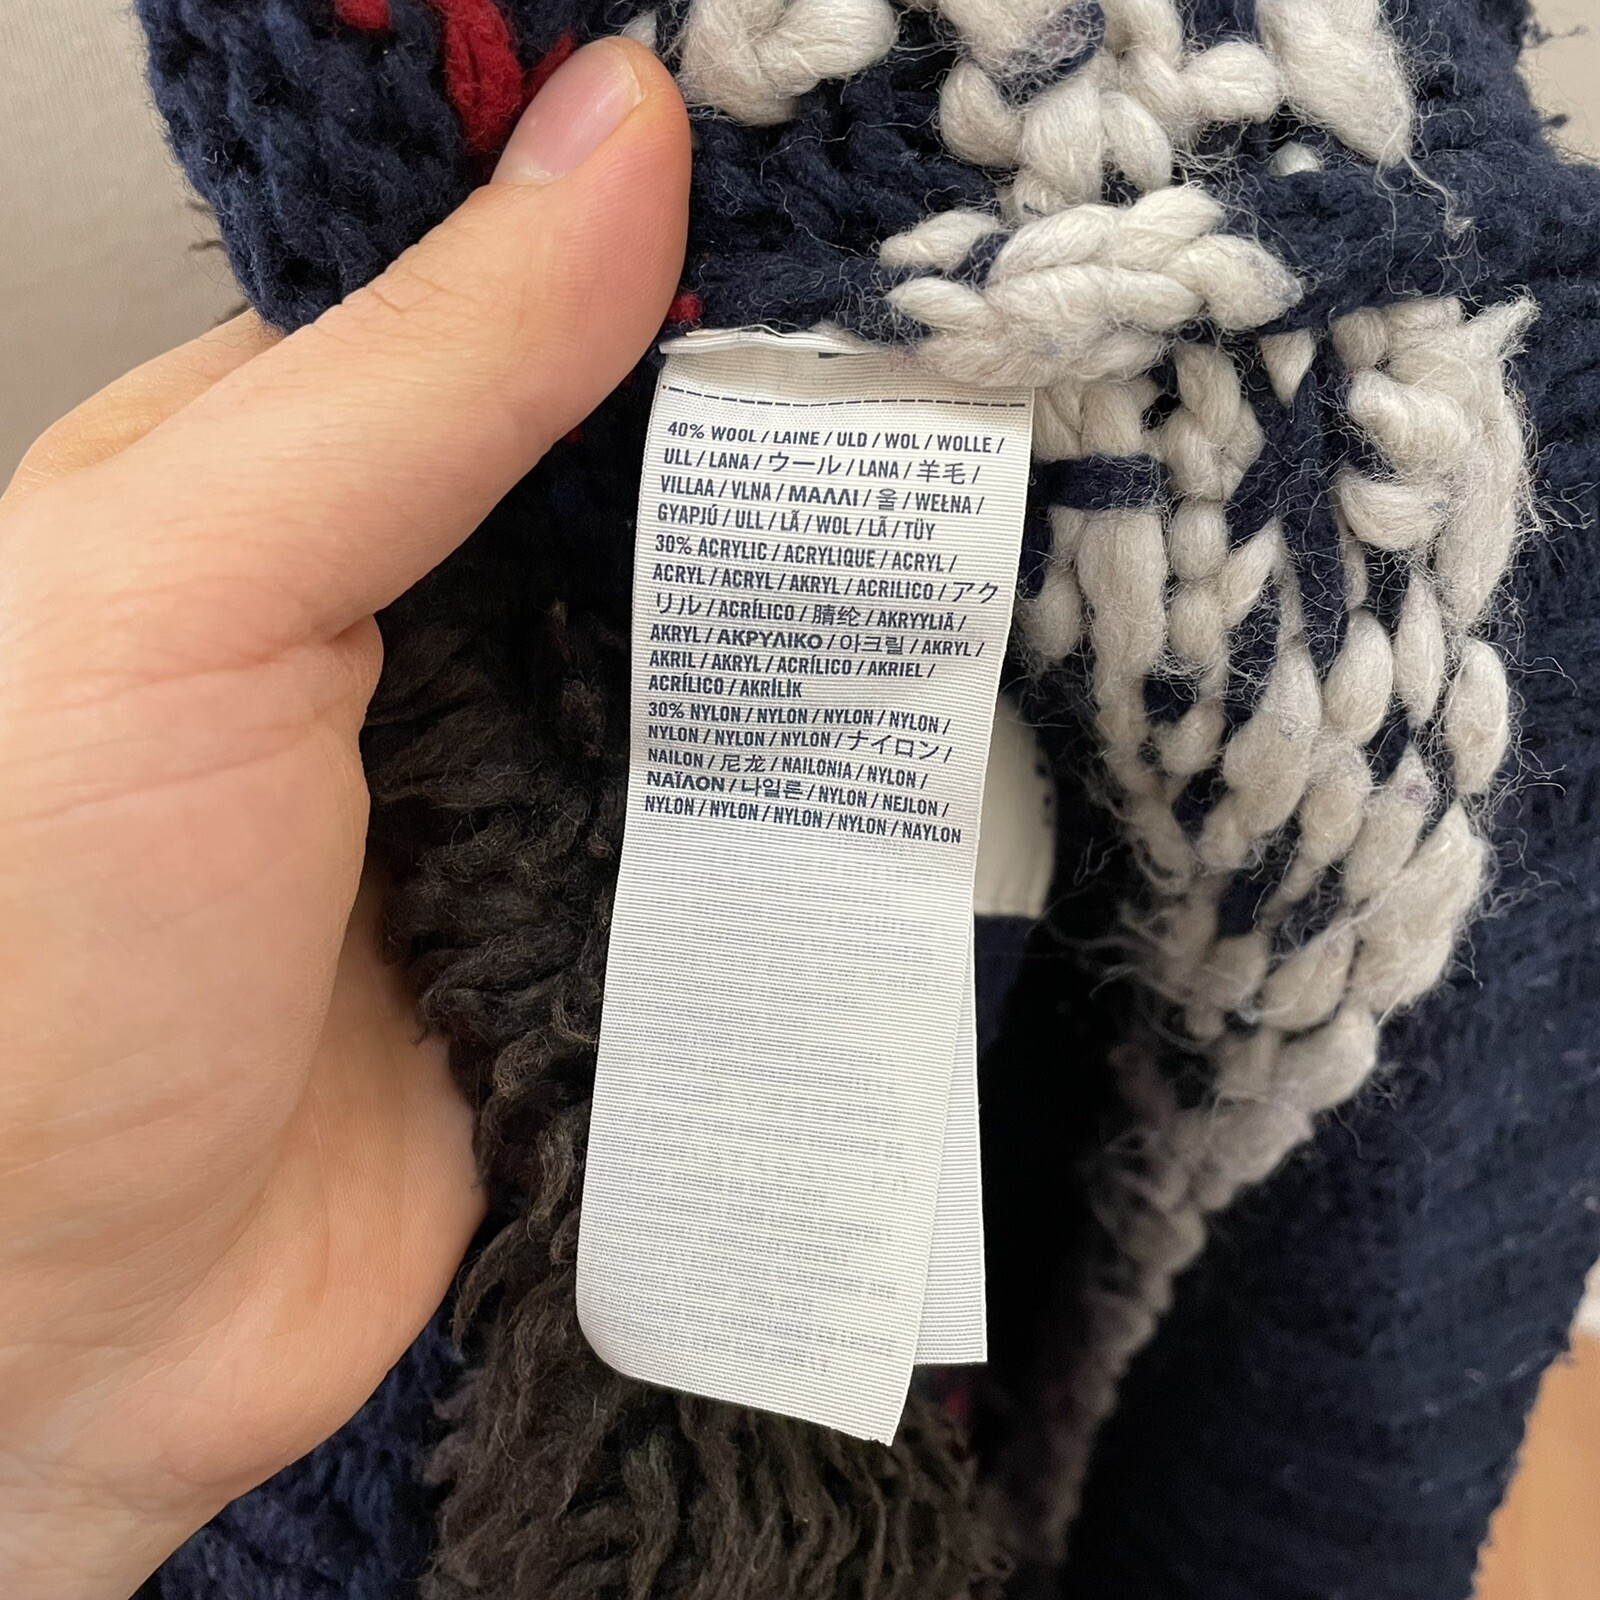 40% WOOL / LAINE / ULD / WOL / WOLLE /
ULL / LANA / ウール / LANA / 羊毛 /
VILLAA / VLNA / ΜΑΛΛΙ / 울 / WEŁNA /
GYAPJÚ / ULL / LÃ / WOL / LÃ / TÜY
30% ACRYLIC / ACRYLIQUE / ACRYL /
ACRYL / ACRYL / AKRYL / ACRILICO / アク
リル / ACRÍLICO / 腈纶 / AKRYYLIÄ /
AKRYL / ΑΚΡΥΛΙΚΟ / 아크릴 / AKRYL /
AKRIL / AKRYL / ACRÍLICO / AKRIEL /
ACRÍLICO / AKRİLİK
30% NYLON / NYLON / NYLON / NYLON /
NYLON / NYLON / NYLON / ナイロン /
NAILON / 尼龙 / NAILONIA / NYLON /
ΝΑΪΛΟΝ / 나일론 / NYLON / NEJLON /
NYLON / NYLON / NYLON / NYLON / NAYLON